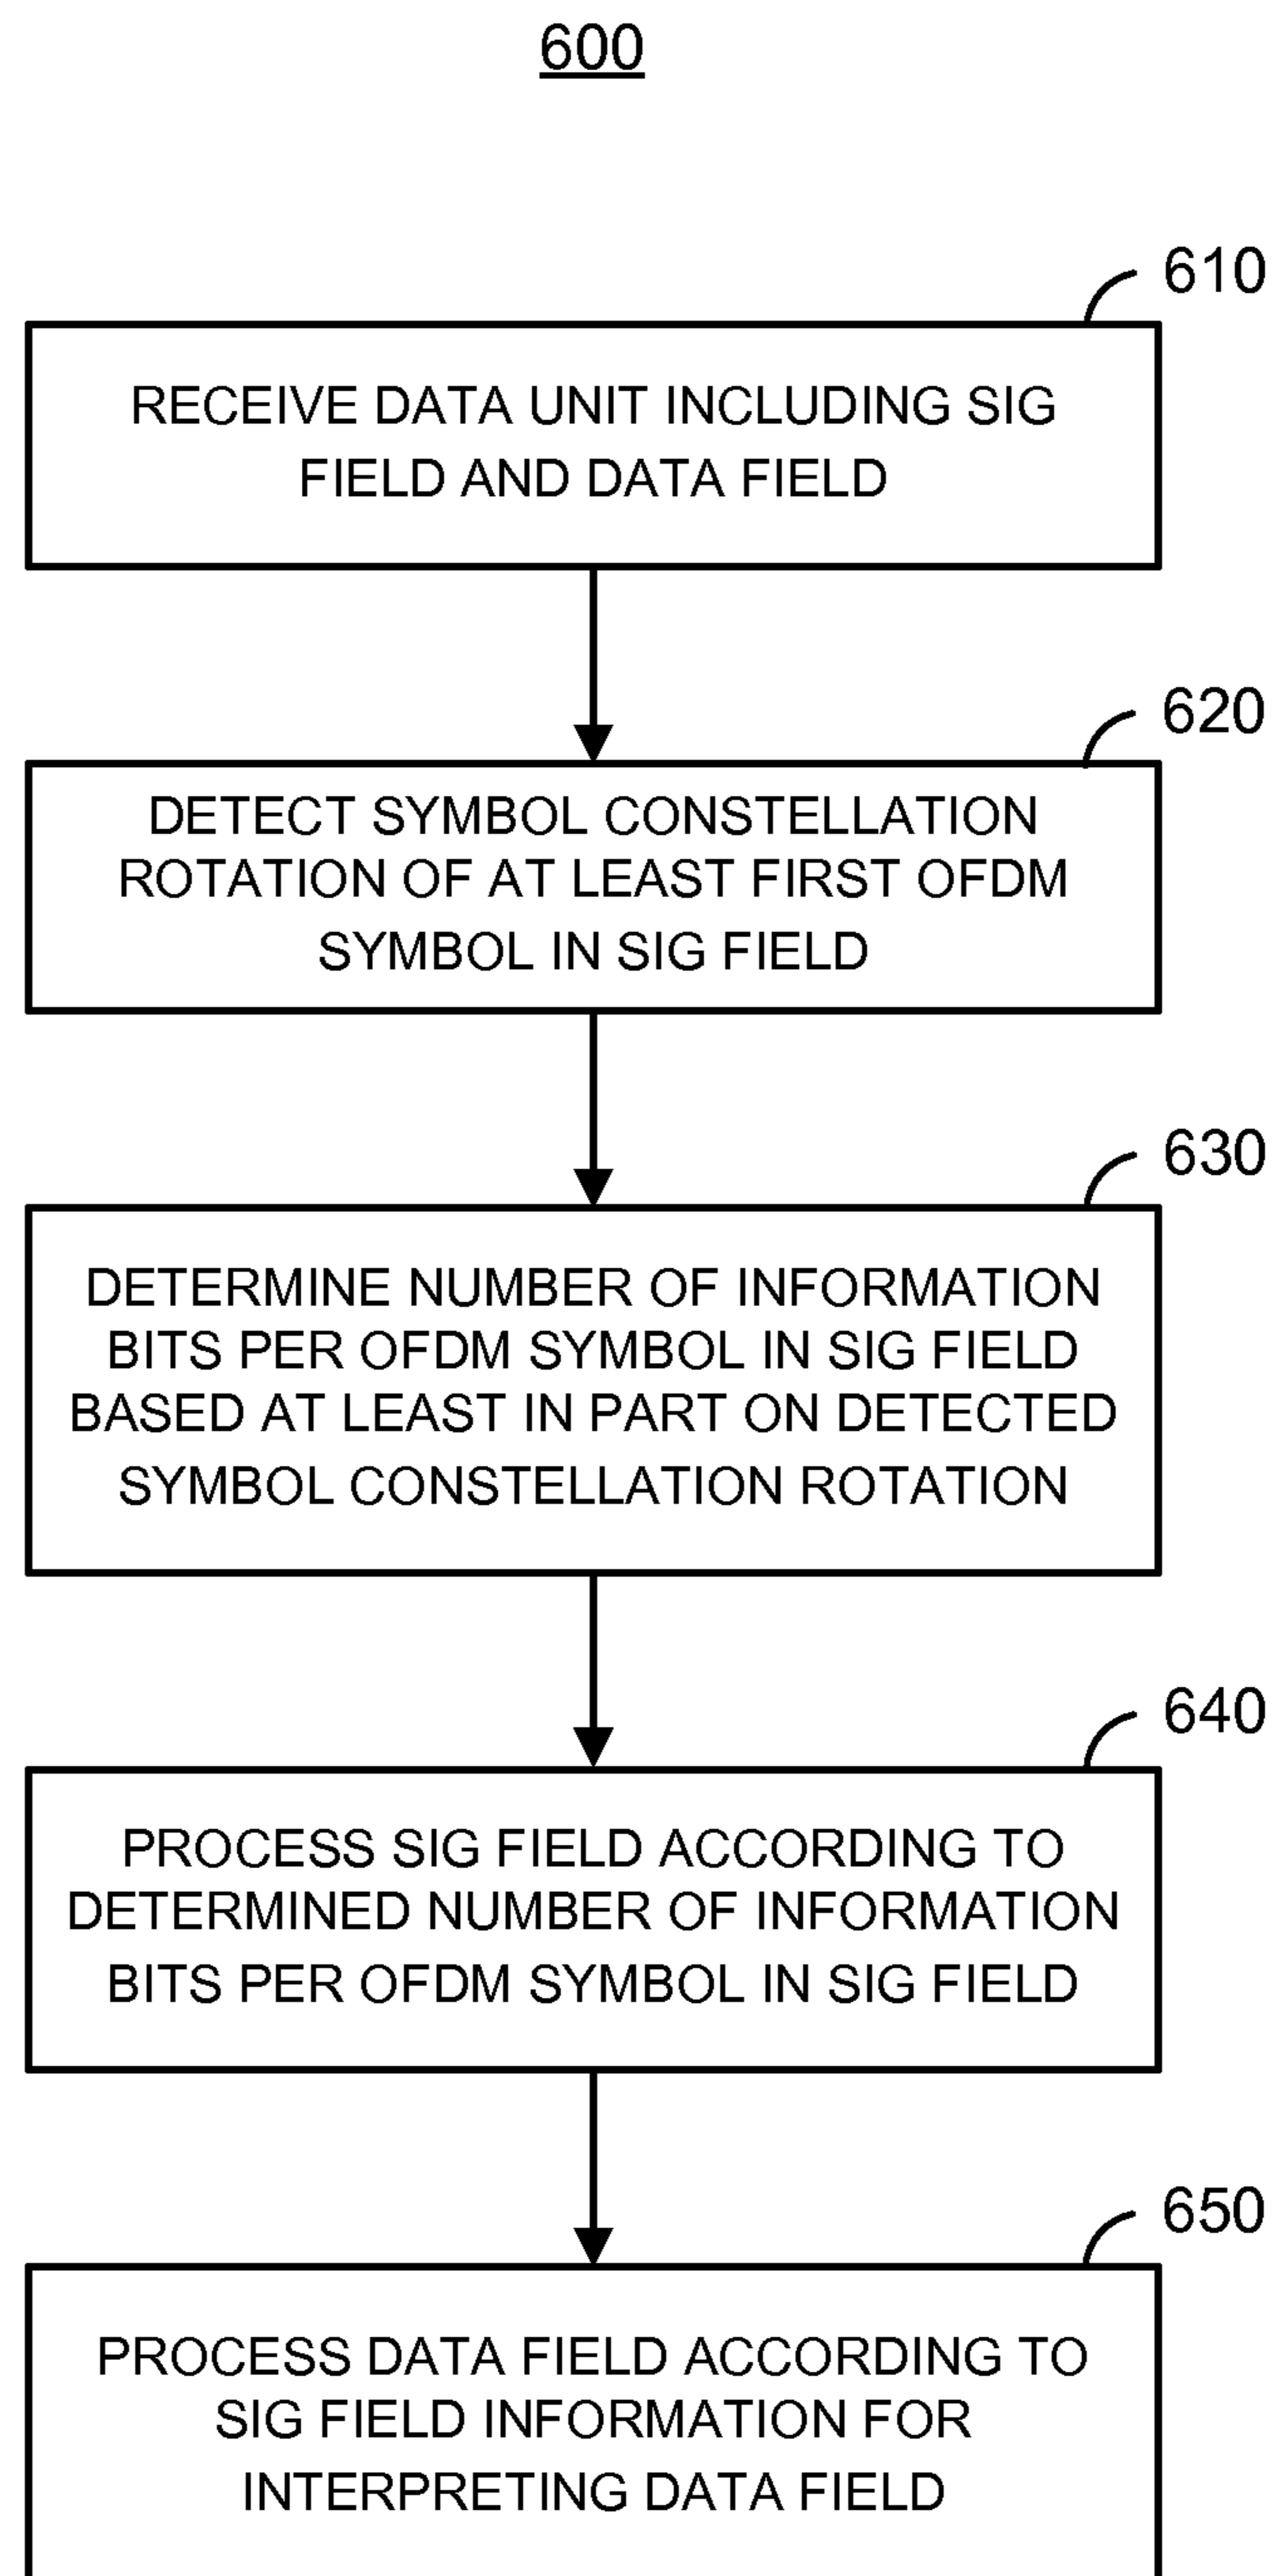 600
610
RECEIVE DATA UNIT INCLUDING SIG
FIELD AND DATA FIELD
620
DETECT SYMBOL CONSTELLATION
ROTATION OF AT LEAST FIRST OFDM
SYMBOL IN SIG FIELD
630
DETERMINE NUMBER OF INFORMATION
BITS PER OFDM SYMBOL IN SIG FIELD
BASED AT LEAST IN PART ON DETECTED
SYMBOL CONSTELLATION ROTATION
640
PROCESS SIG FIELD ACCORDING TO
DETERMINED NUMBER OF INFORMATION
BITS PER OFDM SYMBOL IN SIG FIELD
650
PROCESS DATA FIELD ACCORDING TO
SIG FIELD INFORMATION FOR
INTERPRETING DATA FIELD